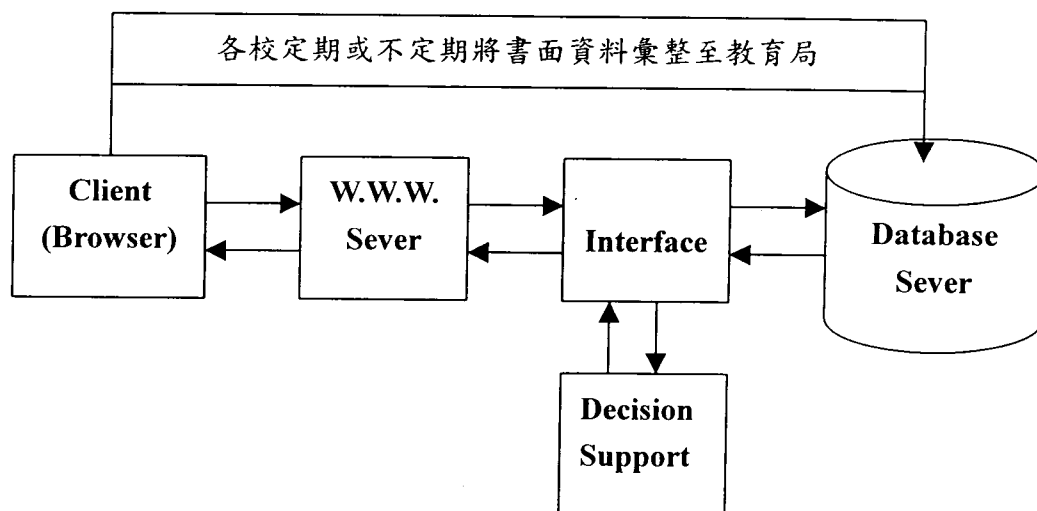 各校定期或不定期將書面資料彙整至教育局
Client
(Browser)
W.W.W.
Sever
Interface
Database
Sever
Decision
Support